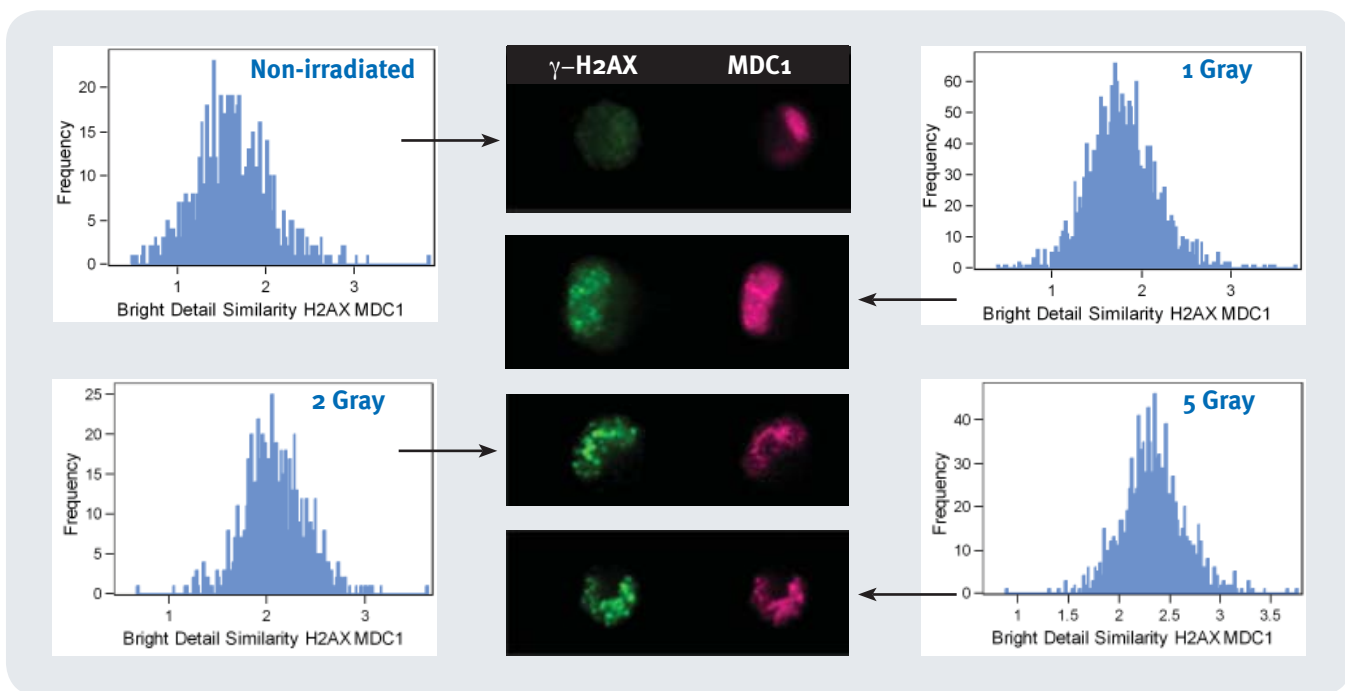 Non-irradiated
20
15
10
5
0
Frequency
1 2 3
Bright Detail Similarity H2AX MDC1
γ–H2AX MDC1
1 Gray
60
50
40
30
20
10
0
Frequency
1 2 3
Bright Detail Similarity H2AX MDC1
2 Gray
25
20
15
10
5
0
Frequency
1 2 3
Bright Detail Similarity H2AX MDC1
5 Gray
40
30
20
10
0
Frequency
1 1.5 2 2.5 3 3.5
Bright Detail Similarity H2AX MDC1